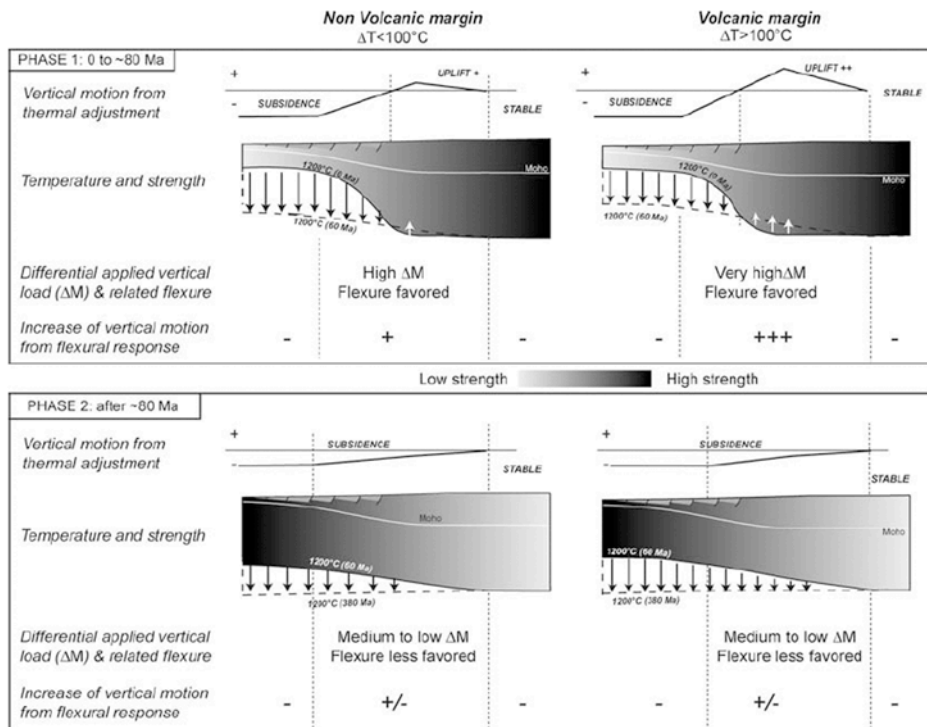 Non Volcanic margin
ΔT<100°C
Volcanic margin
ΔT>100°C
PHASE 1: 0 to ~80 Ma
Vertical motion from
thermal adjustment
+
-
SUBSIDENCE
UPLIFT +
STABLE
+
-
SUBSIDENCE
UPLIFT ++
STABLE
Temperature and strength
1200°C (0 Ma)
Moho
1200°C (60 Ma)
1200°C (0 Ma)
Moho
1200°C (60 Ma)
Differential applied vertical
load (ΔM) & related flexure
High ΔM
Flexure favored
Very highΔM
Flexure favored
Increase of vertical motion
from flexural response
- + -
- +++ -
Low strength
High strength
PHASE 2: after ~80 Ma
Vertical motion from
thermal adjustment
+
-
SUBSIDENCE
STABLE
+
-
SUBSIDENCE
STABLE
Temperature and strength
Moho
1200°C (60 Ma)
1200°C (380 Ma)
Moho
1200°C (60 Ma)
1200°C (380 Ma)
Differential applied vertical
load (ΔM) & related flexure
Medium to low ΔM
Flexure less favored
Medium to low ΔM
Flexure less favored
Increase of vertical motion
from flexural response
- +/- -
- +/- -